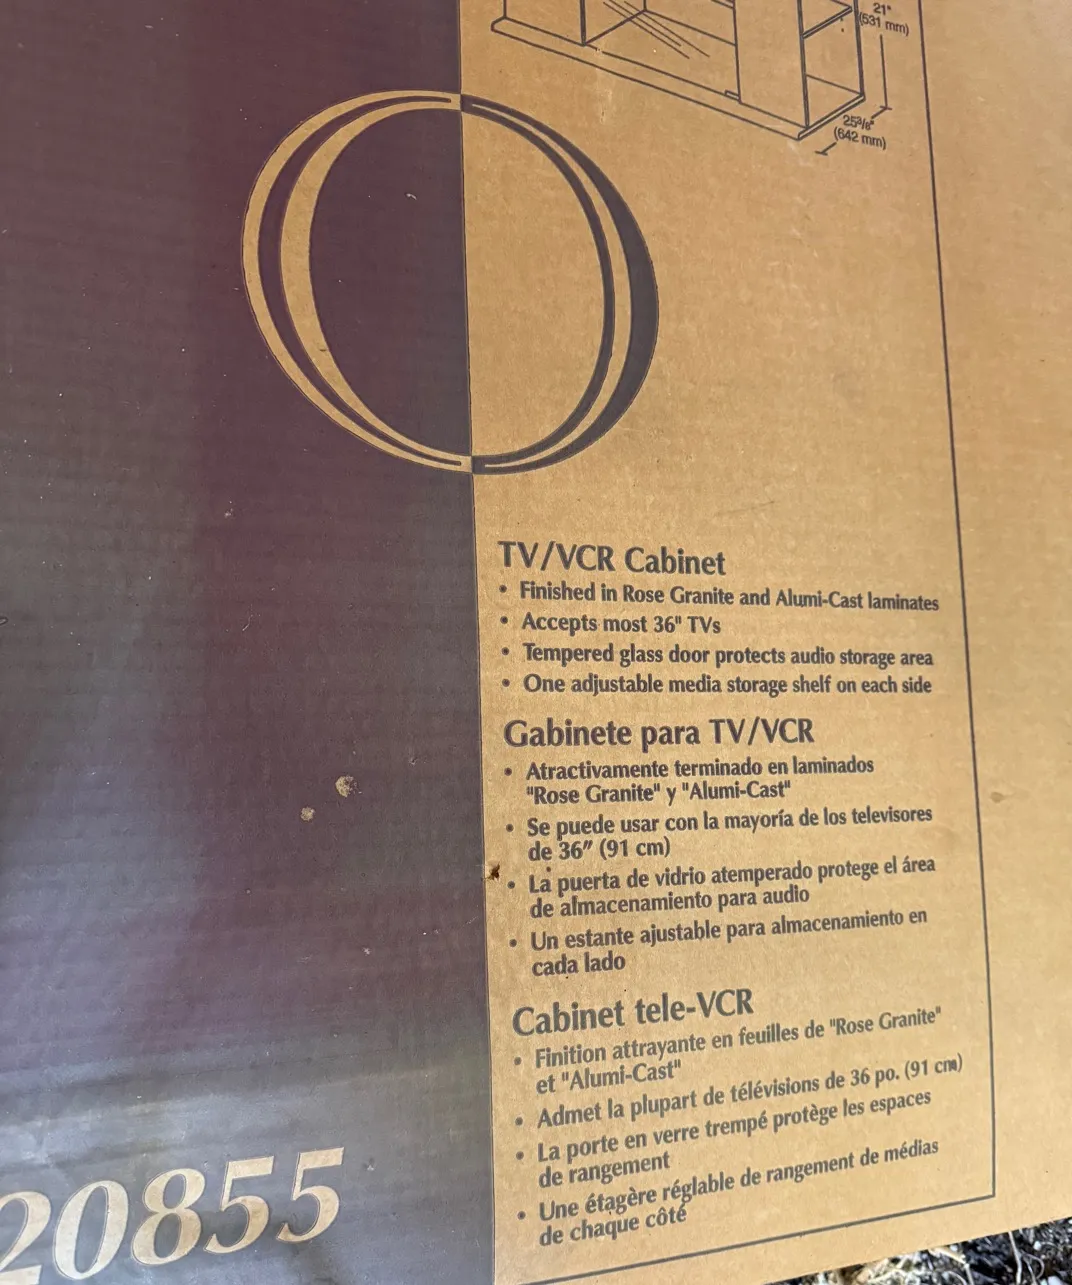 21"
(531 mm)
25³/₈"
(642 mm)
O
TV/VCR Cabinet
• Finished in Rose Granite and Alumi-Cast laminates
• Accepts most 36" TVs
• Tempered glass door protects audio storage area
• One adjustable media storage shelf on each side
Gabinete para TV/VCR
• Atractivamente terminado en laminados
"Rose Granite" y "Alumi-Cast"
• Se puede usar con la mayoría de los televisores
de 36" (91 cm)
• La puerta de vidrio atemperado protege el área
de almacenamiento para audio
• Un estante ajustable para almacenamiento en
cada lado
Cabinet tele-VCR
• Finition attrayante en feuilles de "Rose Granite"
et "Alumi-Cast"
• Admet la plupart de télévisions de 36 po. (91 cm)
• La porte en verre trempé protège les espaces
de rangement
• Une étagère réglable de rangement de médias
de chaque côté
20855